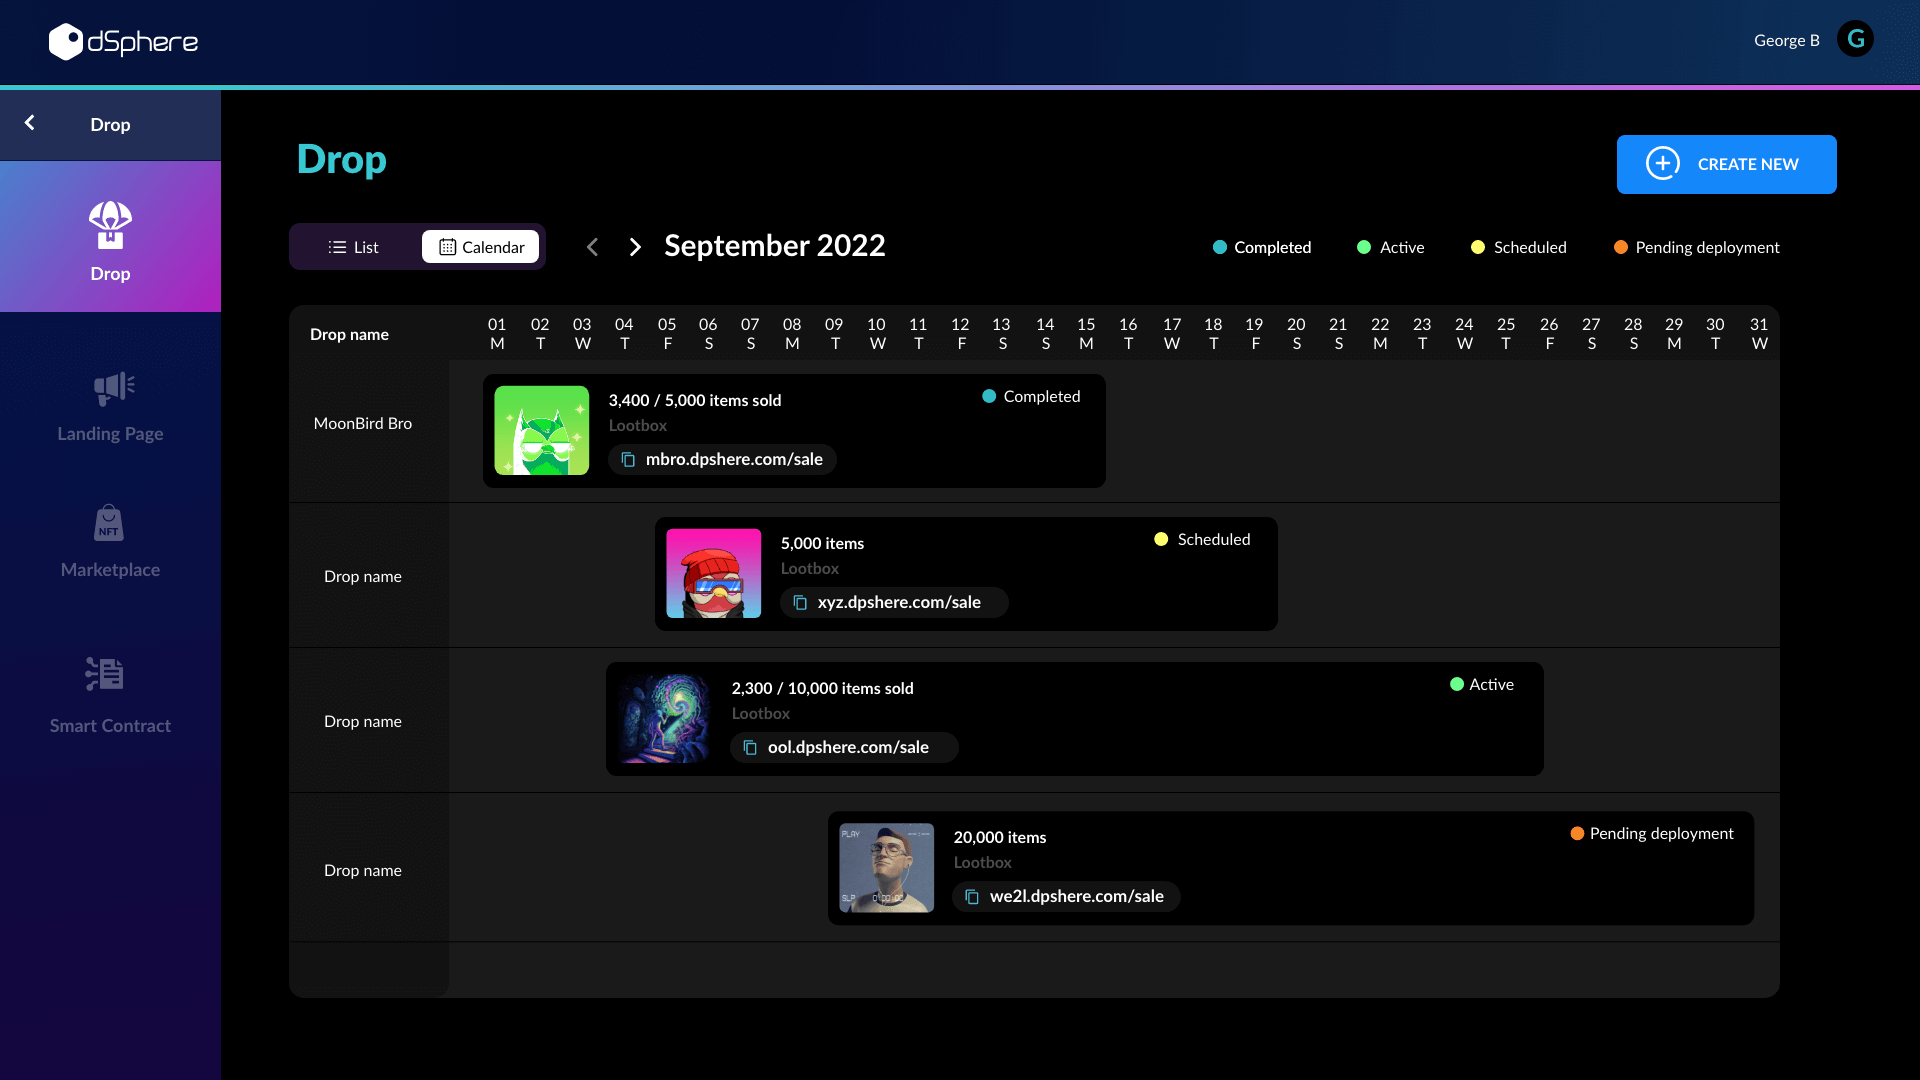 dSphere
George B
G
Drop
Drop
CREATE NEW
Drop
List
Calendar
September 2022
Completed
Active
Scheduled
Pending deployment
Drop name
01 02 03 04 05 06 07 08 09 10 11 12 13 14 15 16 17 18 19 20 21 22 23 24 25 26 27 28 29 30 31
M T W T F S S M T W T F S S M T W T F S S M T W T F S S M T W
Landing Page
NFT
Marketplace
Smart Contract
MoonBird Bro
3,400 / 5,000 items sold
Completed
Lootbox
mbro.dpshere.com/sale
Drop name
5,000 items
Scheduled
Lootbox
xyz.dpshere.com/sale
Drop name
2,300 / 10,000 items sold
Active
Lootbox
ool.dpshere.com/sale
Drop name
PLAY
SLP
20,000 items
Pending deployment
Lootbox
we2l.dpshere.com/sale